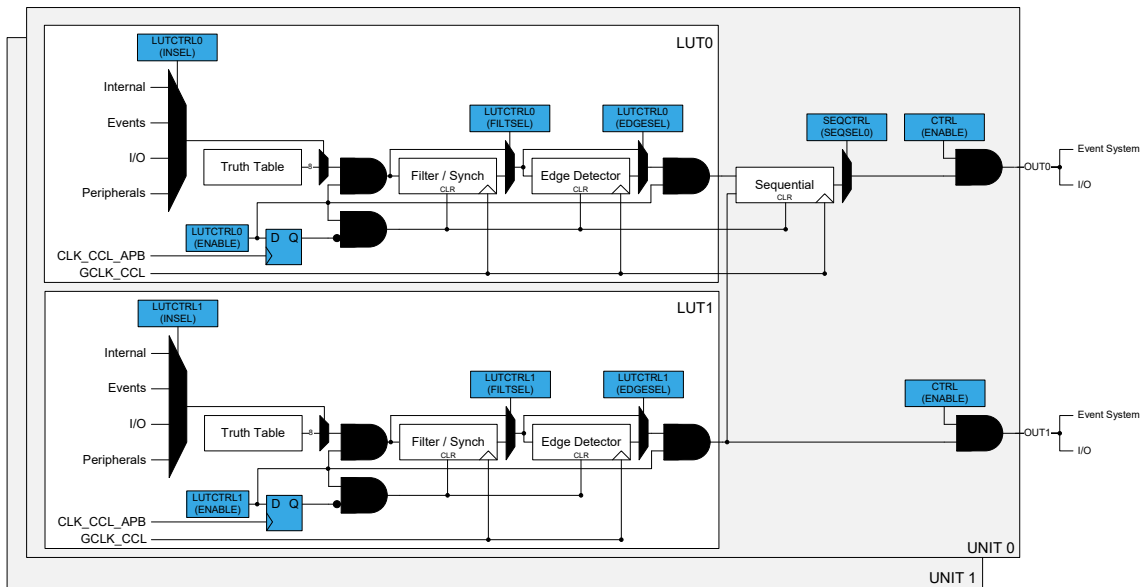 LUT0
LUTCTRL0
(INSEL)
Internal
Events
I/O
Peripherals
Truth Table
8
LUTCTRL0
(FILTSEL)
LUTCTRL0
(EDGESEL)
Filter / Synch
CLR
Edge Detector
CLR
SEQCTRL
(SEQSEL0)
Sequential
CLR
CTRL
(ENABLE)
OUT0
Event System
I/O
LUTCTRL0
(ENABLE)
D Q
CLK_CCL_APB
GCLK_CCL
LUT1
LUTCTRL1
(INSEL)
Internal
Events
I/O
Peripherals
Truth Table
8
LUTCTRL1
(FILTSEL)
LUTCTRL1
(EDGESEL)
Filter / Synch
CLR
Edge Detector
CLR
CTRL
(ENABLE)
OUT1
Event System
I/O
LUTCTRL1
(ENABLE)
D Q
CLK_CCL_APB
GCLK_CCL
UNIT 0
UNIT 1